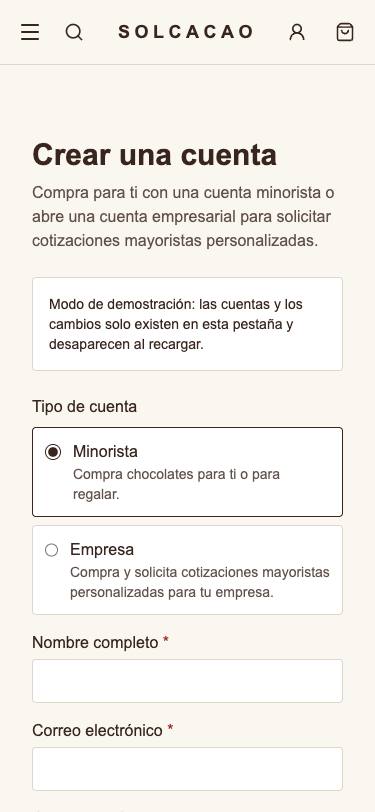 SOLCACAO
Crear una cuenta
Compra para ti con una cuenta minorista o
abre una cuenta empresarial para solicitar
cotizaciones mayoristas personalizadas.
Modo de demostración: las cuentas y los
cambios solo existen en esta pestaña y
desaparecen al recargar.
Tipo de cuenta
Minorista
Compra chocolates para ti o para
regalar.
Empresa
Compra y solicita cotizaciones mayoristas
personalizadas para tu empresa.
Nombre completo *
Correo electrónico *